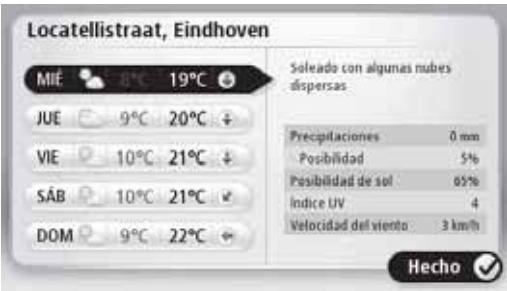 Locatellistraat, Eindhoven
MIÉ 8°C 19°C
JUE 9°C 20°C
VIE 10°C 21°C
SÁB 10°C 21°C
DOM 9°C 22°C
Soleado con algunas nubes
dispersas
Precipitaciones 0 mm
Posibilidad 5%
Posibilidad de sol 65%
Índice UV 4
Velocidad del viento 3 km/h
Hecho